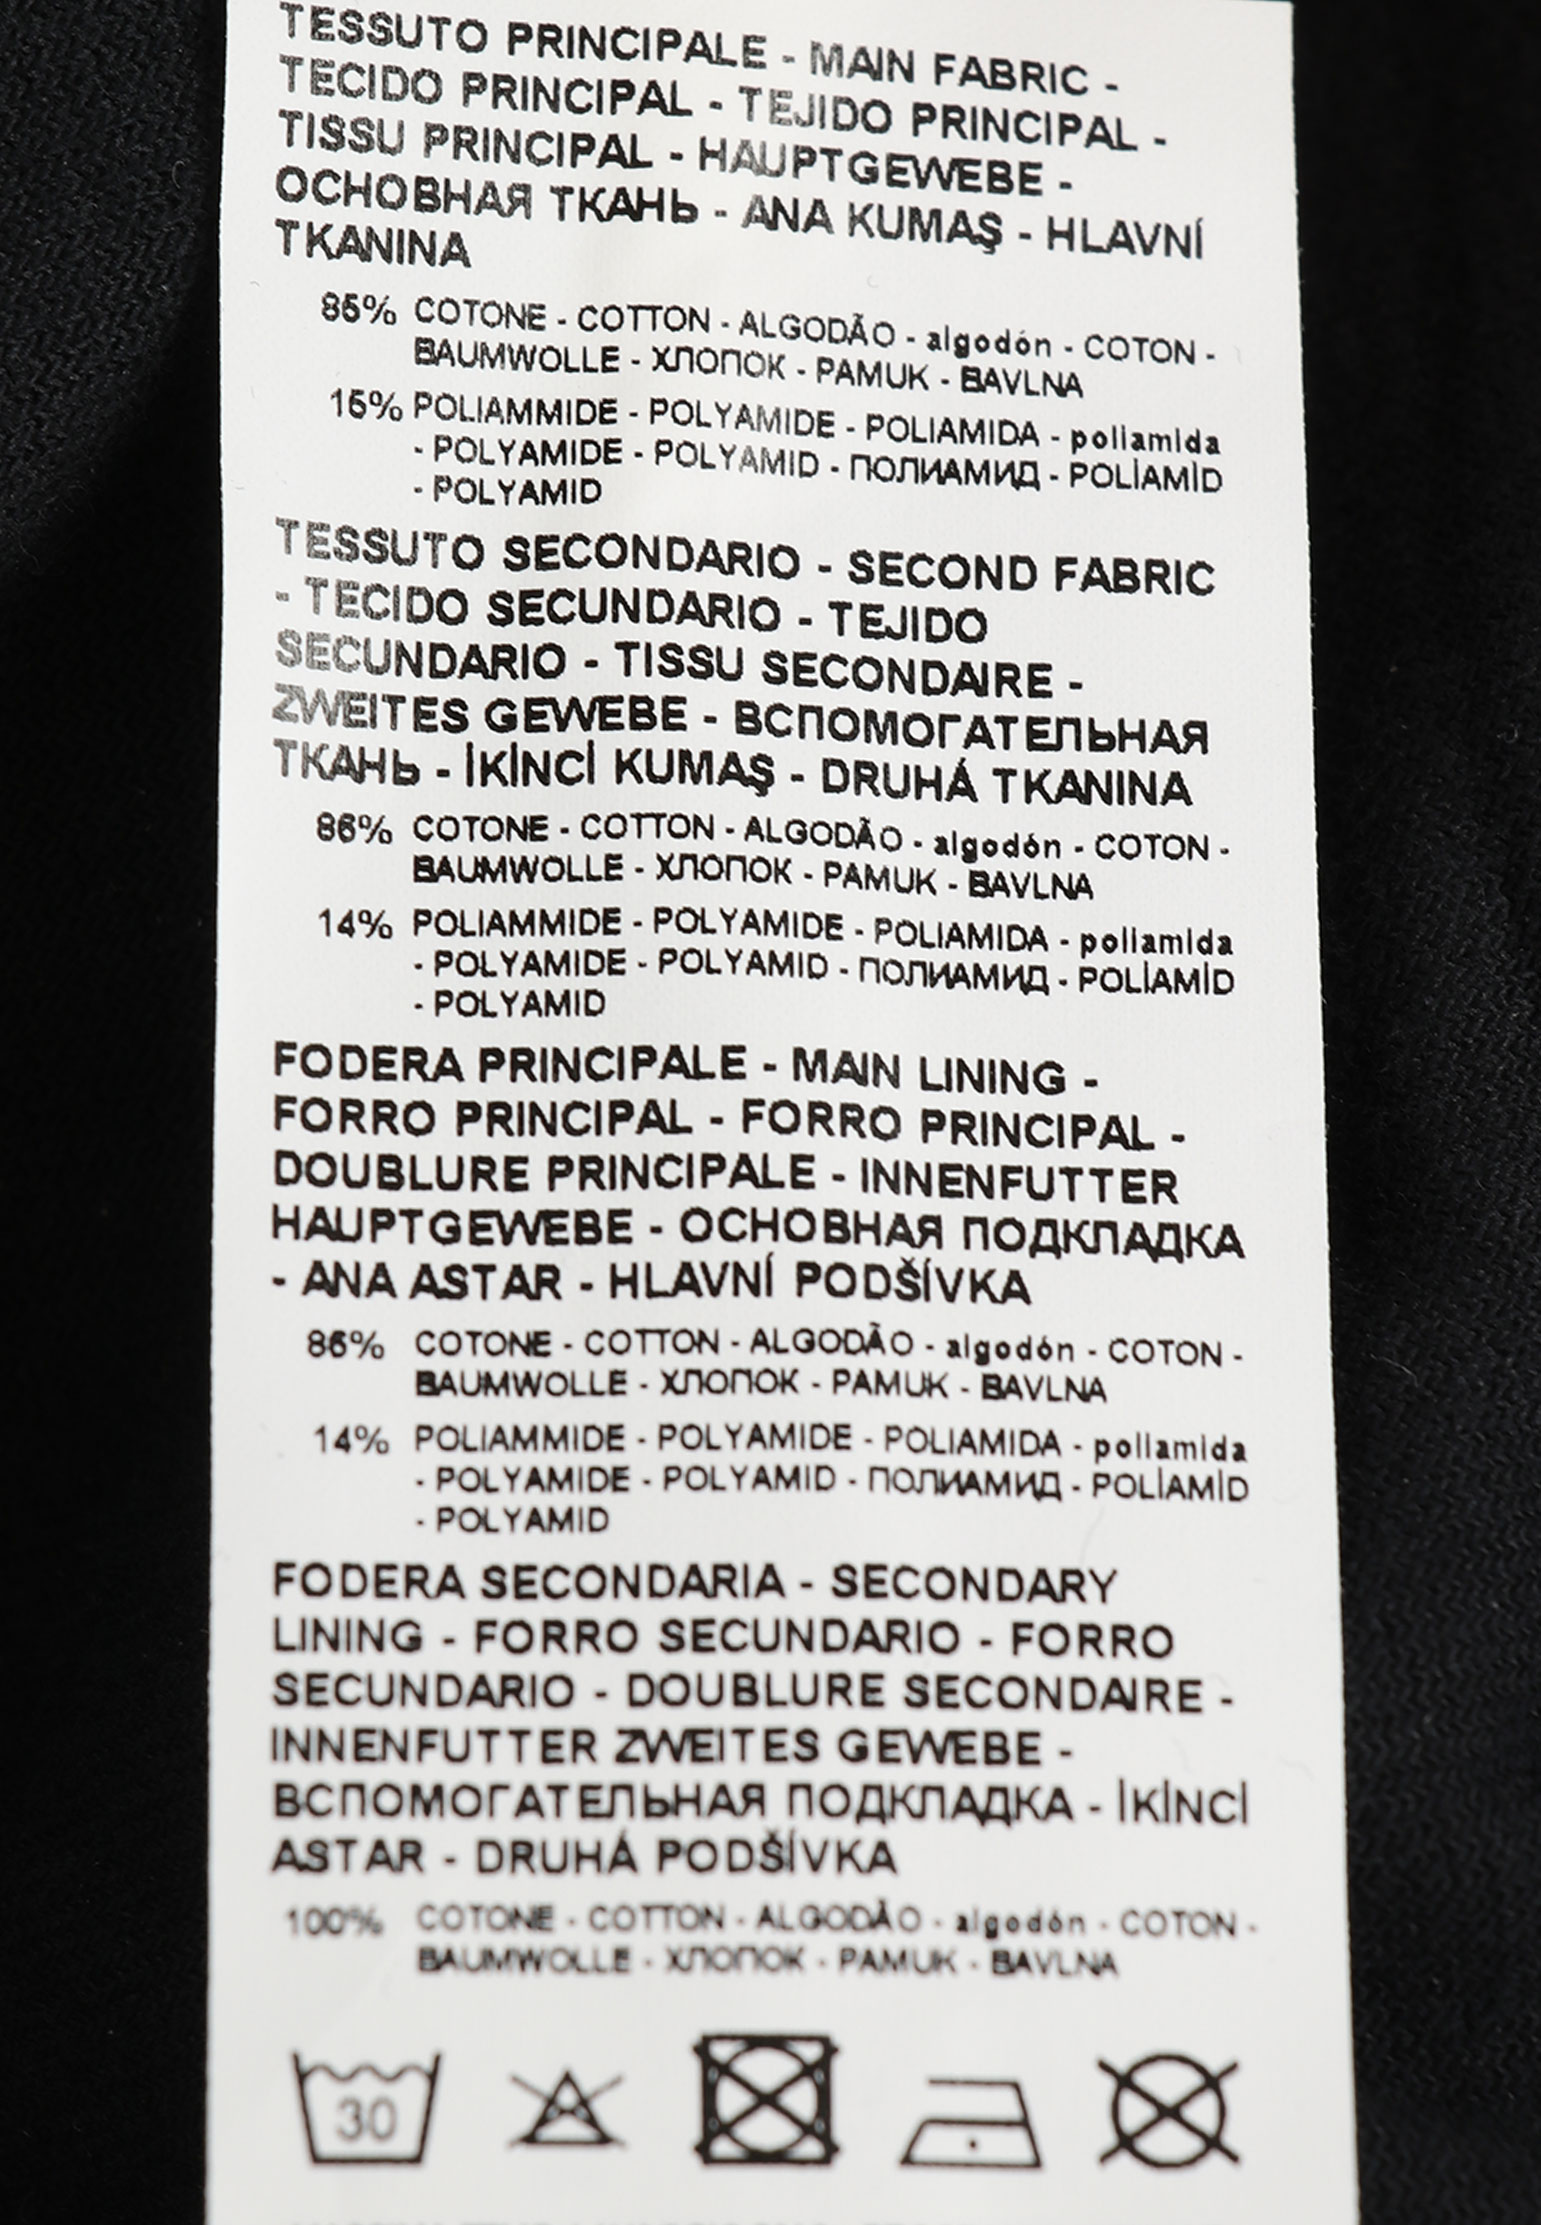 TESSUTO PRINCIPALE - MAIN FABRIC -
TECIDO PRINCIPAL - TEJIDO PRINCIPAL -
TISSU PRINCIPAL - HAUPTGEWEBE -
ОСНОВНАЯ ТКАНЬ - ANA KUMAŞ - HLAVNÍ
TKANINA
85% COTONE - COTTON - ALGODÃO - algodón - COTON -
BAUMWOLLE - ХЛОПОК - PAMUK - BAVLNA
15% POLIAMMIDE - POLYAMIDE - POLIAMIDA - poliamida
- POLYAMIDE - POLYAMID - ПОЛИАМИД - POLİAMİD
- POLYAMID
TESSUTO SECONDARIO - SECOND FABRIC
- TECIDO SECUNDARIO - TEJIDO
SECUNDARIO - TISSU SECONDAIRE -
ZWEITES GEWEBE - ВСПОМОГАТЕЛЬНАЯ
ТКАНЬ - İKİNCİ KUMAŞ - DRUHÁ TKANINA
86% COTONE - COTTON - ALGODÃO - algodón - COTON -
BAUMWOLLE - ХЛОПОК - PAMUK - BAVLNA
14% POLIAMMIDE - POLYAMIDE - POLIAMIDA - poliamida
- POLYAMIDE - POLYAMID - ПОЛИАМИД - POLİAMİD
- POLYAMID
FODERA PRINCIPALE - MAIN LINING -
FORRO PRINCIPAL - FORRO PRINCIPAL -
DOUBLURE PRINCIPALE - INNENFUTTER
HAUPTGEWEBE - ОСНОВНАЯ ПОДКЛАДКА
- ANA ASTAR - HLAVNÍ PODŠÍVKA
86% COTONE - COTTON - ALGODÃO - algodón - COTON -
BAUMWOLLE - ХЛОПОК - PAMUK - BAVLNA
14% POLIAMMIDE - POLYAMIDE - POLIAMIDA - poliamida
- POLYAMIDE - POLYAMID - ПОЛИАМИД - POLİAMİD
- POLYAMID
FODERA SECONDARIA - SECONDARY
LINING - FORRO SECUNDARIO - FORRO
SECUNDARIO - DOUBLURE SECONDAIRE -
INNENFUTTER ZWEITES GEWEBE -
ВСПОМОГАТЕЛЬНАЯ ПОДКЛАДКА - İKİNCİ
ASTAR - DRUHÁ PODŠÍVKA
100% COTONE - COTTON - ALGODÃO - algodón - COTON -
BAUMWOLLE - ХЛОПОК - PAMUK - BAVLNA
30